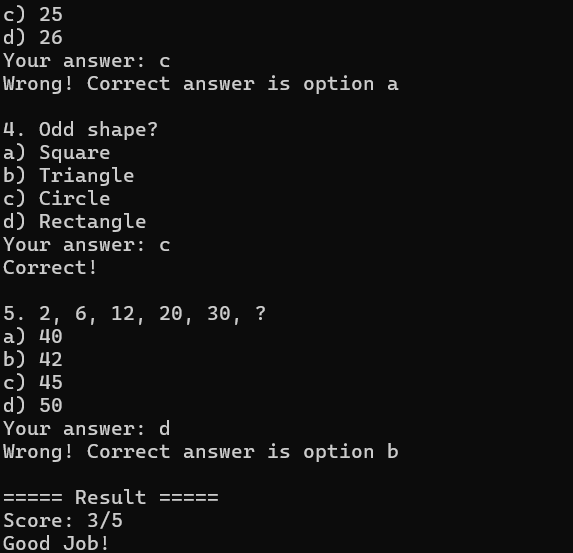 c) 25
d) 26
Your answer: c
Wrong! Correct answer is option a
4. Odd shape?
a) Square
b) Triangle
c) Circle
d) Rectangle
Your answer: c
Correct!
5. 2, 6, 12, 20, 30, ?
a) 40
b) 42
c) 45
d) 50
Your answer: d
Wrong! Correct answer is option b
===== Result =====
Score: 3/5
Good Job!